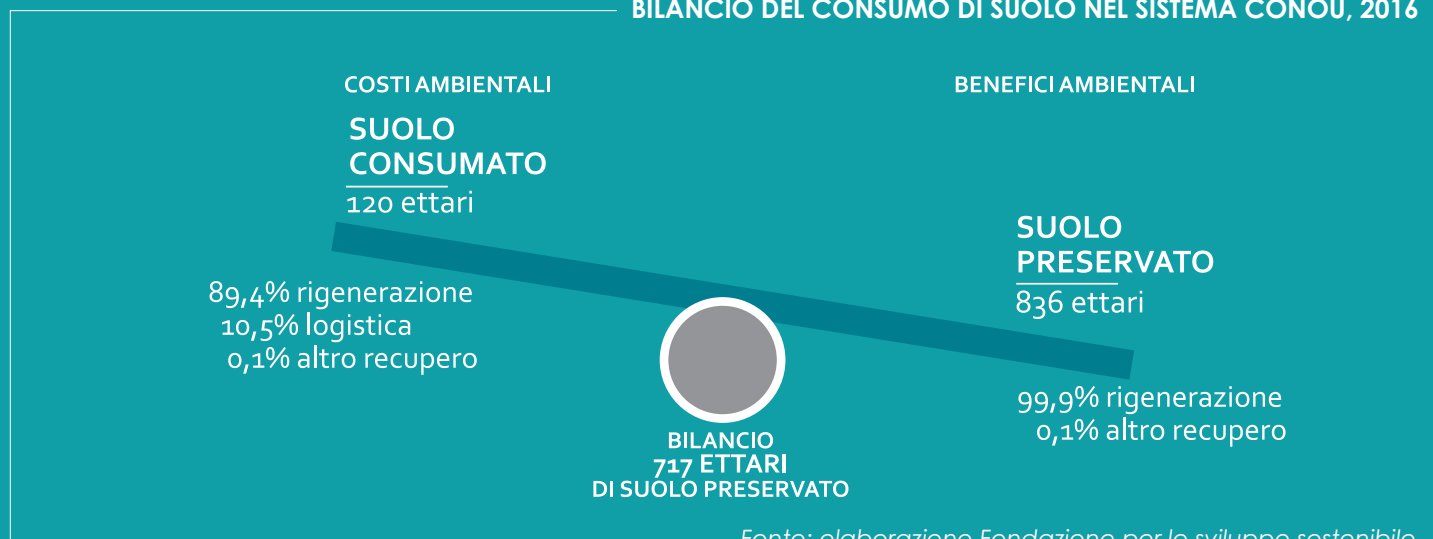 BILANCIO DEL CONSUMO DI SUOLO NEL SISTEMA CONOU, 2016
COSTI AMBIENTALI
SUOLO
CONSUMATO
120 ettari
89,4% rigenerazione
10,5% logistica
0,1% altro recupero
BENEFICI AMBIENTALI
SUOLO
PRESERVATO
836 ettari
99,9% rigenerazione
0,1% altro recupero
BILANCIO
717 ETTARI
DI SUOLO PRESERVATO
Fonte: elaborazione Fondazione per lo sviluppo sostenibile